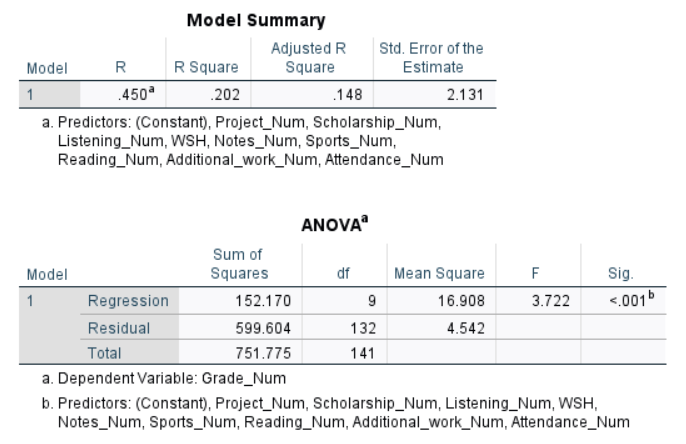 Model Summary
Model R R Square Adjusted R Square Std. Error of the Estimate
1 .450a .202 .148 2.131
a. Predictors: (Constant), Project_Num, Scholarship_Num,
Listening_Num, WSH, Notes_Num, Sports_Num,
Reading_Num, Additional_work_Num, Attendance_Num
ANOVAa
Model Sum of Squares df Mean Square F Sig.
1 Regression 152.170 9 16.908 3.722 <.001b
Residual 599.604 132 4.542
Total 751.775 141
a. Dependent Variable: Grade_Num
b. Predictors: (Constant), Project_Num, Scholarship_Num, Listening_Num, WSH,
Notes_Num, Sports_Num, Reading_Num, Additional_work_Num, Attendance_Num